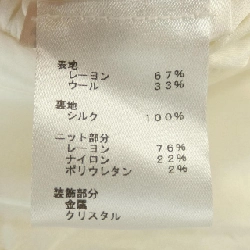 表地
レーヨン 67%
ウール 33%
裏地
シルク 100%
ニット部分
レーヨン 76%
ナイロン 22%
ポリウレタン 2%
装飾部分
金属
クリスタル